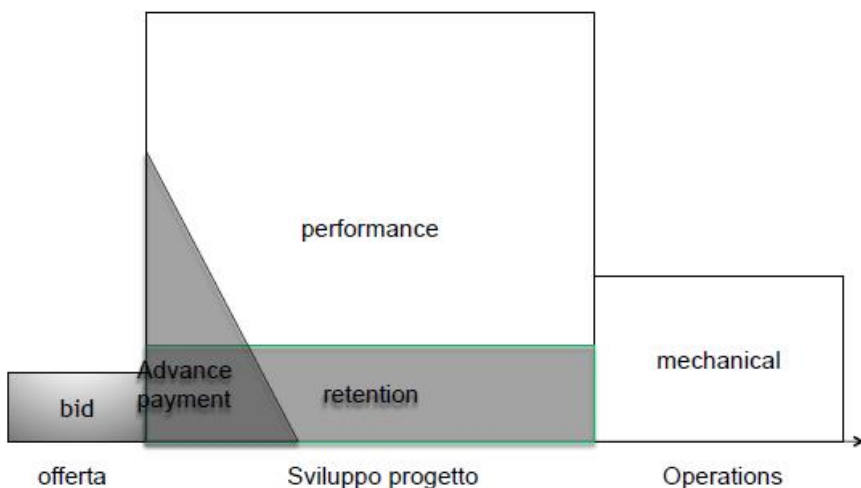 performance
mechanical
Advance
payment
retention
bid
offerta
Sviluppo progetto
Operations